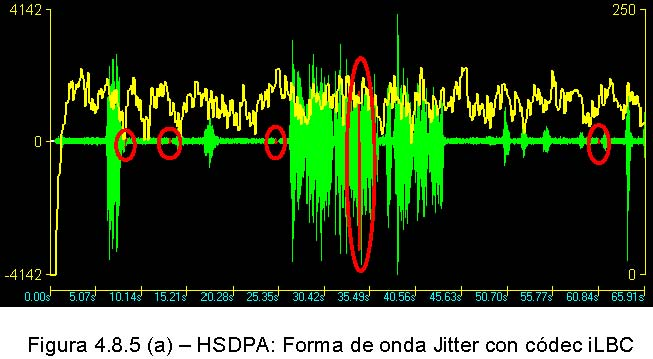 4142
250
0
-4142
0
0.00s 5.07s 10.14s 15.21s 20.28s 25.35s 30.42s 35.49s 40.56s 45.63s 50.70s 55.77s 60.84s 65.91s
Figura 4.8.5 (a) – HSDPA: Forma de onda Jitter con códec iLBC